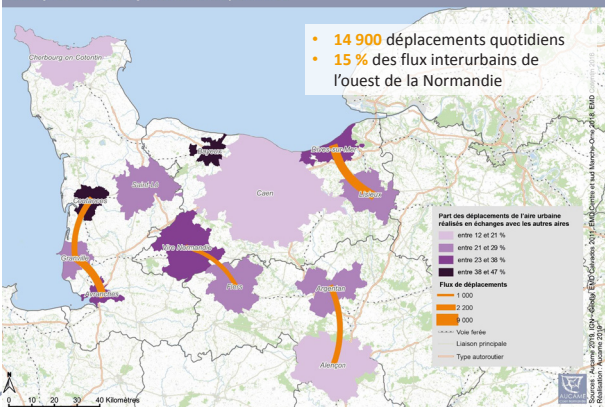 • 14 900 déplacements quotidiens
• 15 % des flux interurbains de
l'ouest de la Normandie
Cherbourg-en-Cotentin
Bayeux
Dives-sur-Mer
Saint-Lô
Caen
Lisieux
Coutances
Vire Normandie
Granville
Flers
Argentan
Avranches
Alençon
Part des déplacements de l'aire urbaine
réalisés en échanges avec les autres aires
entre 12 et 21 %
entre 21 et 29 %
entre 23 et 38 %
entre 38 et 47 %
Flux de déplacements
1 000
2 200
9 000
Voie ferée
Liaison principale
Type autoroutier
N
0 10 20 30 40 Kilomètres
AUCAME
Réalisation : Aucame 2019